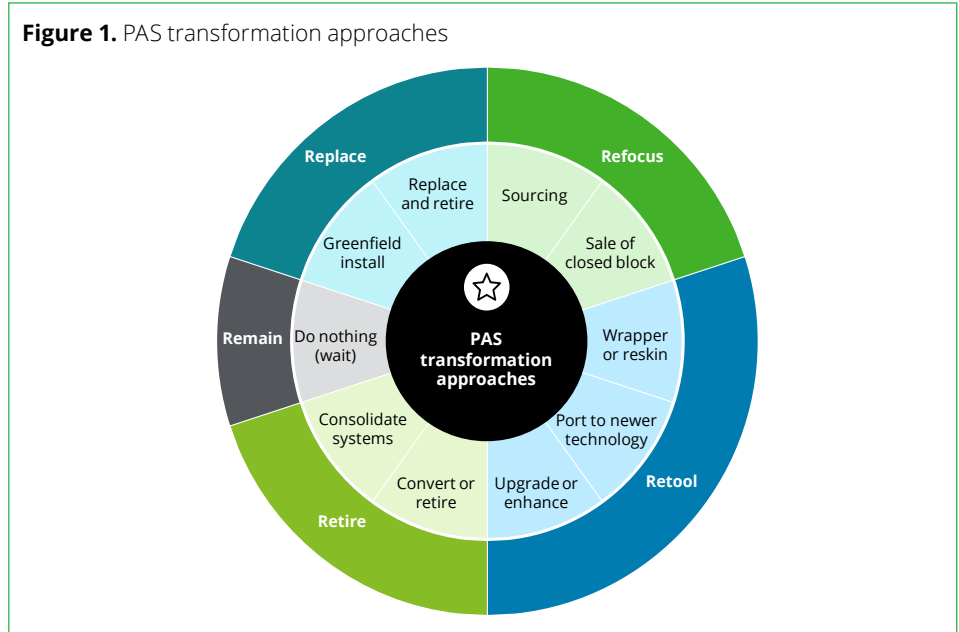 Figure 1. PAS transformation approaches
Replace
Refocus
Replace
and retire
Sourcing
Greenfield
install
Sale of
closed block
Remain
Do nothing
(wait)
PAS
transformation
approaches
Wrapper
or reskin
Consolidate
systems
Port to newer
technology
Convert or
retire
Upgrade or
enhance
Retool
Retire